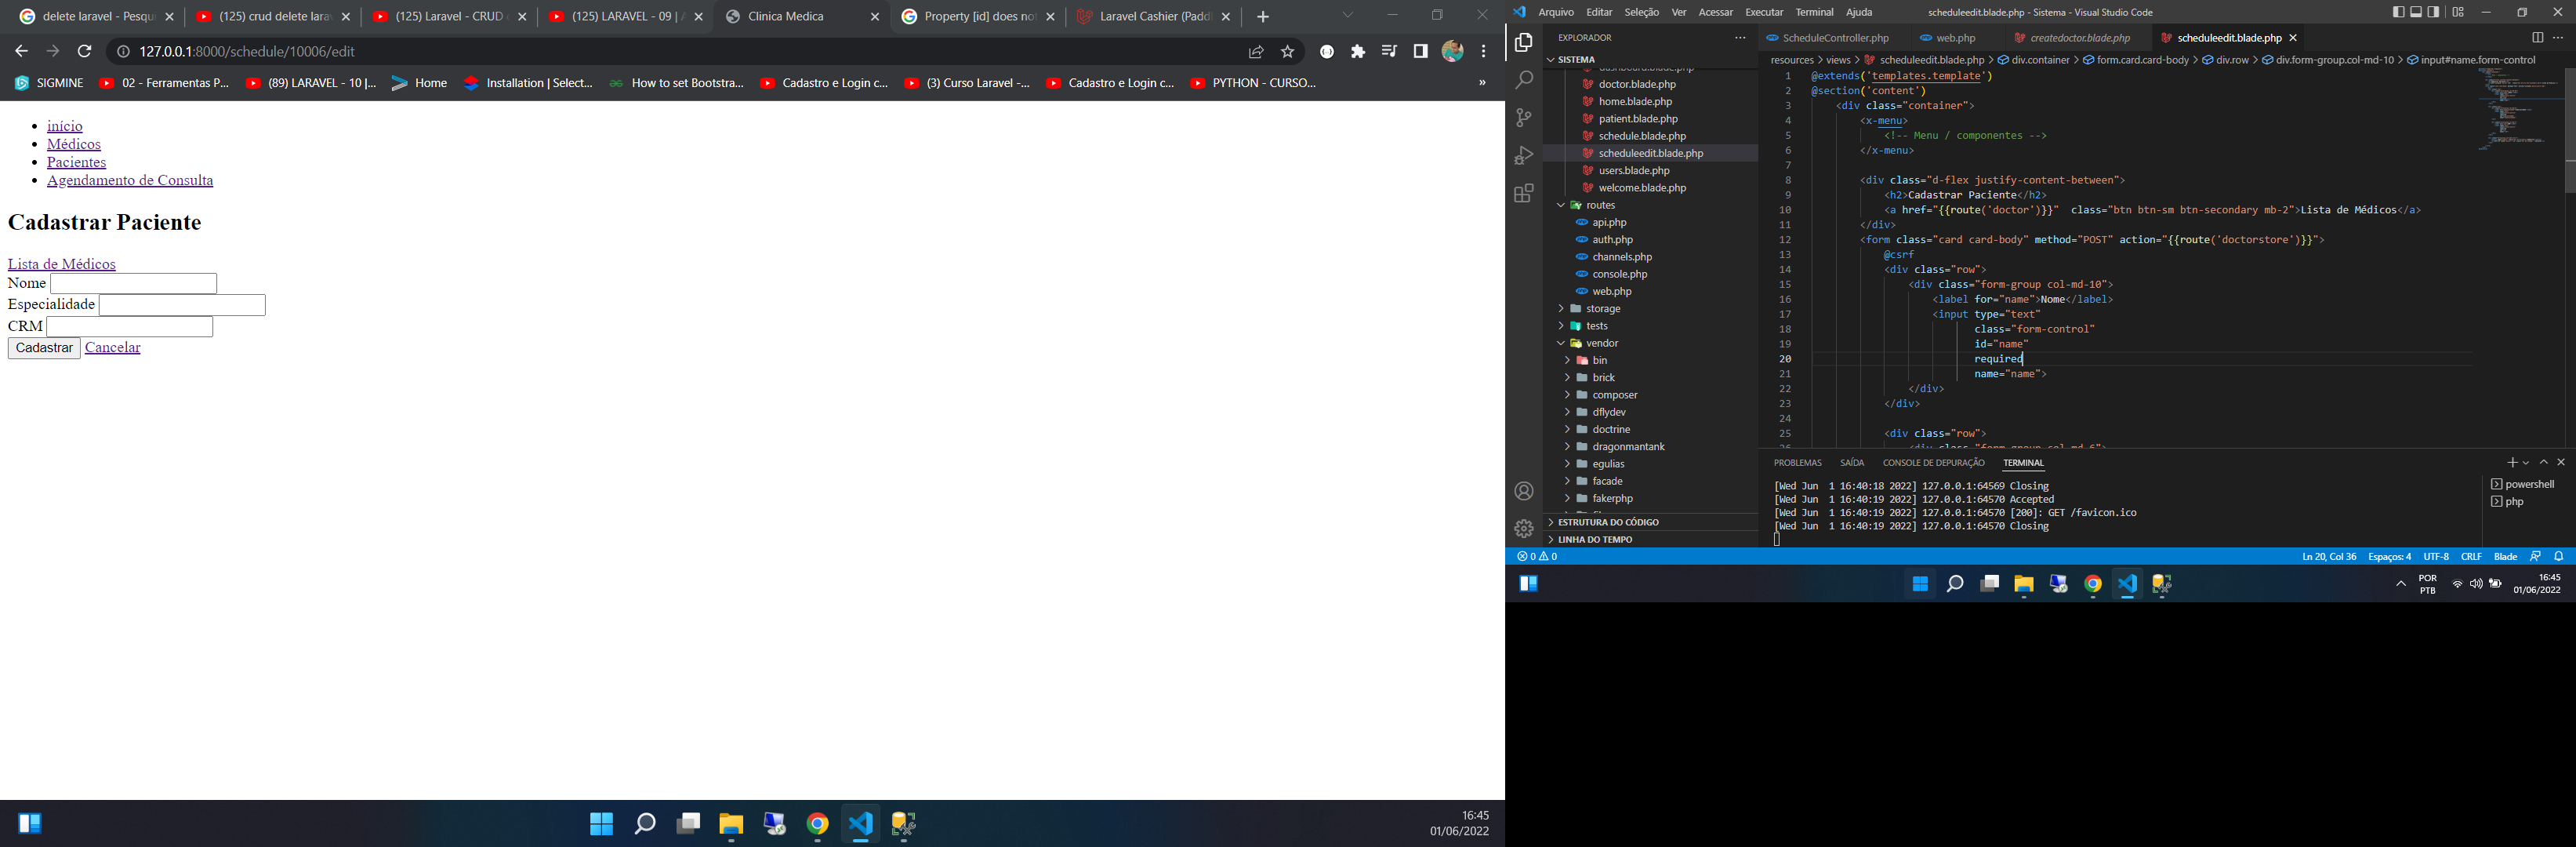 delete laravel - Pesqui
(125) crud delete larav
(125) Laravel - CRUD
(125) LARAVEL - 09 | A
Clinica Medica
Property [id] does no
Laravel Cashier (Paddl
127.0.0.1:8000/schedule/10006/edit
SIGMINE
02 - Ferramentas P...
(89) LARAVEL - 10 |...
Home
Installation | Select...
How to set Bootstra...
Cadastro e Login c...
(3) Curso Laravel -...
Cadastro e Login c...
PYTHON - CURSO...
»
início
Médicos
Pacientes
Agendamento de Consulta
Cadastrar Paciente
Lista de Médicos
Nome
Especialidade
CRM
Cadastrar Cancelar
16:45
01/06/2022
Arquivo Editar Seleção Ver Acessar Executar Terminal Ajuda
scheduleedit.blade.php - Sistema - Visual Studio Code
EXPLORADOR
SISTEMA
dashboard.blade.php
doctor.blade.php
home.blade.php
patient.blade.php
schedule.blade.php
scheduleedit.blade.php
users.blade.php
welcome.blade.php
routes
api.php
auth.php
channels.php
console.php
web.php
storage
tests
vendor
bin
brick
composer
dflydev
doctrine
dragonmantank
egulias
facade
fakerphp
ESTRUTURA DO CÓDIGO
LINHA DO TEMPO
ScheduleController.php
web.php
createdoctor.blade.php
scheduleedit.blade.php
resources > views > scheduleedit.blade.php > div.container > form.card.card-body > div.row > div.form-group.col-md-10 > input#name.form-control
1 @extends('templates.template')
2 @section('content')
3 <div class="container">
4 <x-menu>
5 <!-- Menu / componentes -->
6 </x-menu>
7
8 <div class="d-flex justify-content-between">
9 <h2>Cadastrar Paciente</h2>
10 <a href="{{route('doctor')}}" class="btn btn-sm btn-secondary mb-2">Lista de Médicos</a>
11 </div>
12 <form class="card card-body" method="POST" action="{{route('doctorstore')}}">
13 @csrf
14 <div class="row">
15 <div class="form-group col-md-10">
16 <label for="name">Nome</label>
17 <input type="text"
18 class="form-control"
19 id="name"
20 required
21 name="name">
22 </div>
23 </div>
24
25 <div class="row">
26 <div class="form-group col-md-6">
PROBLEMAS SAÍDA CONSOLE DE DEPURAÇÃO TERMINAL
[Wed Jun 1 16:40:18 2022] 127.0.0.1:64569 Closing
[Wed Jun 1 16:40:19 2022] 127.0.0.1:64570 Accepted
[Wed Jun 1 16:40:19 2022] 127.0.0.1:64570 [200]: GET /favicon.ico
[Wed Jun 1 16:40:19 2022] 127.0.0.1:64570 Closing
powershell
php
0 0
Ln 20, Col 36 Espaços: 4 UTF-8 CRLF Blade
POR
PTB
16:45
01/06/2022